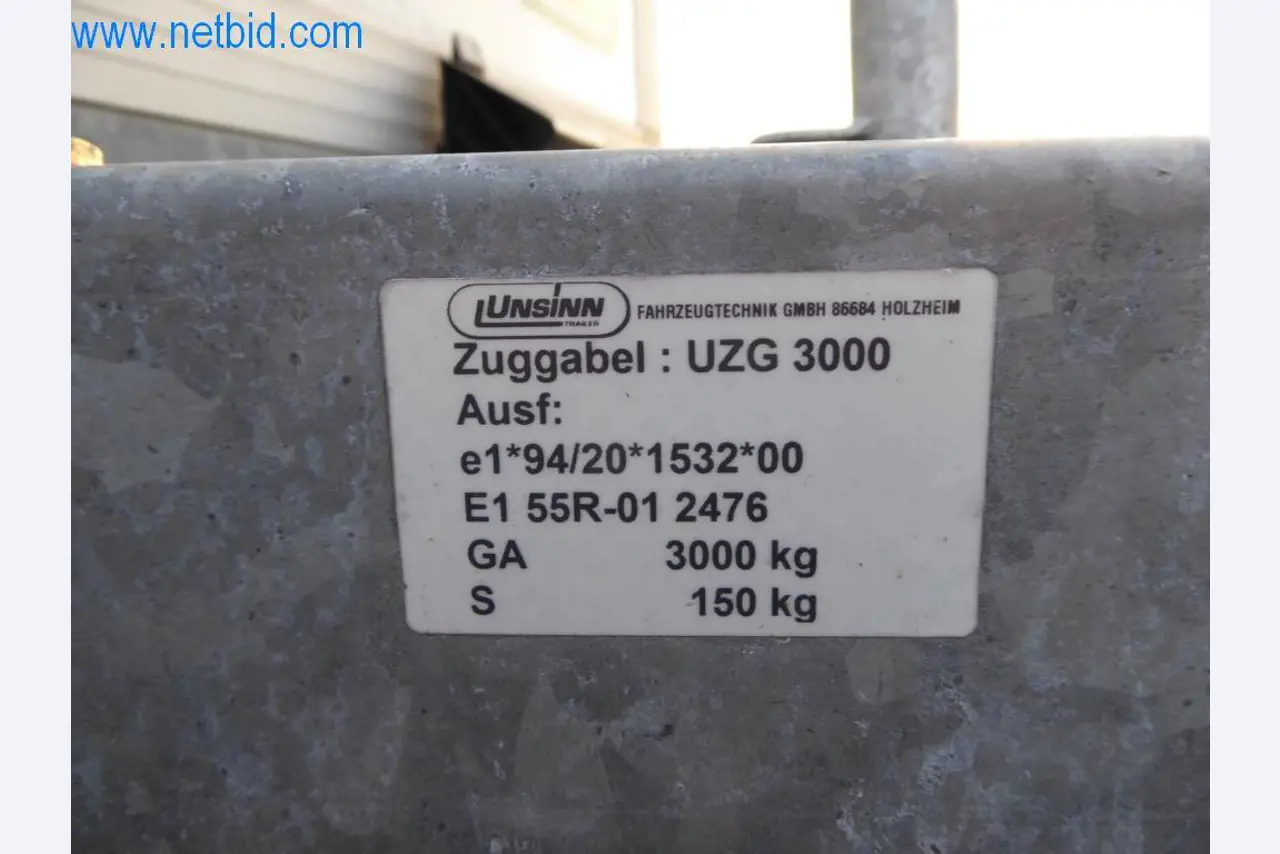 www.netbid.com
UNSINN TRAILER FAHRZEUGTECHNIK GMBH 86684 HOLZHEIM
Zuggabel : UZG 3000
Ausf:
e1*94/20*1532*00
E1 55R-01 2476
GA 3000 kg
S 150 kg